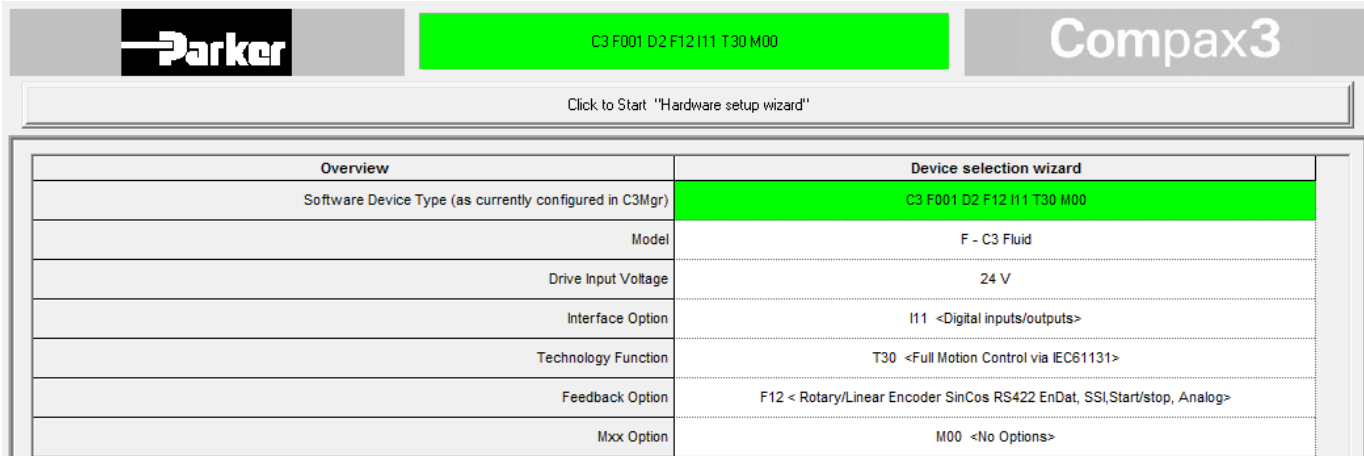 Parker
C3 F001 D2 F12 I11 T30 M00
Compax3
Click to Start "Hardware setup wizard"
Overview Device selection wizard
Software Device Type (as currently configured in C3Mgr) C3 F001 D2 F12 I11 T30 M00
Model F - C3 Fluid
Drive Input Voltage 24 V
Interface Option I11 <Digital inputs/outputs>
Technology Function T30 <Full Motion Control via IEC61131>
Feedback Option F12 < Rotary/Linear Encoder SinCos RS422 EnDat, SSI,Start/stop, Analog>
Mxx Option M00 <No Options>